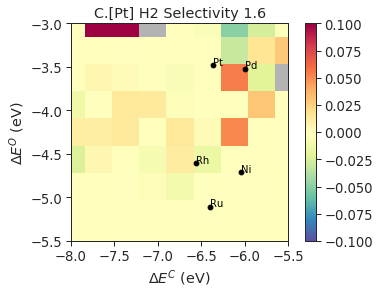 C.[Pt] H2 Selectivity 1.6
−3.0
−3.5
−4.0
−4.5
−5.0
−5.5
ΔE^O (eV)
Pt
Pd
Rh
Ni
Ru
−8.0 −7.5 −7.0 −6.5 −6.0 −5.5
ΔE^C (eV)
0.100
0.075
0.050
0.025
0.000
−0.025
−0.050
−0.075
−0.100